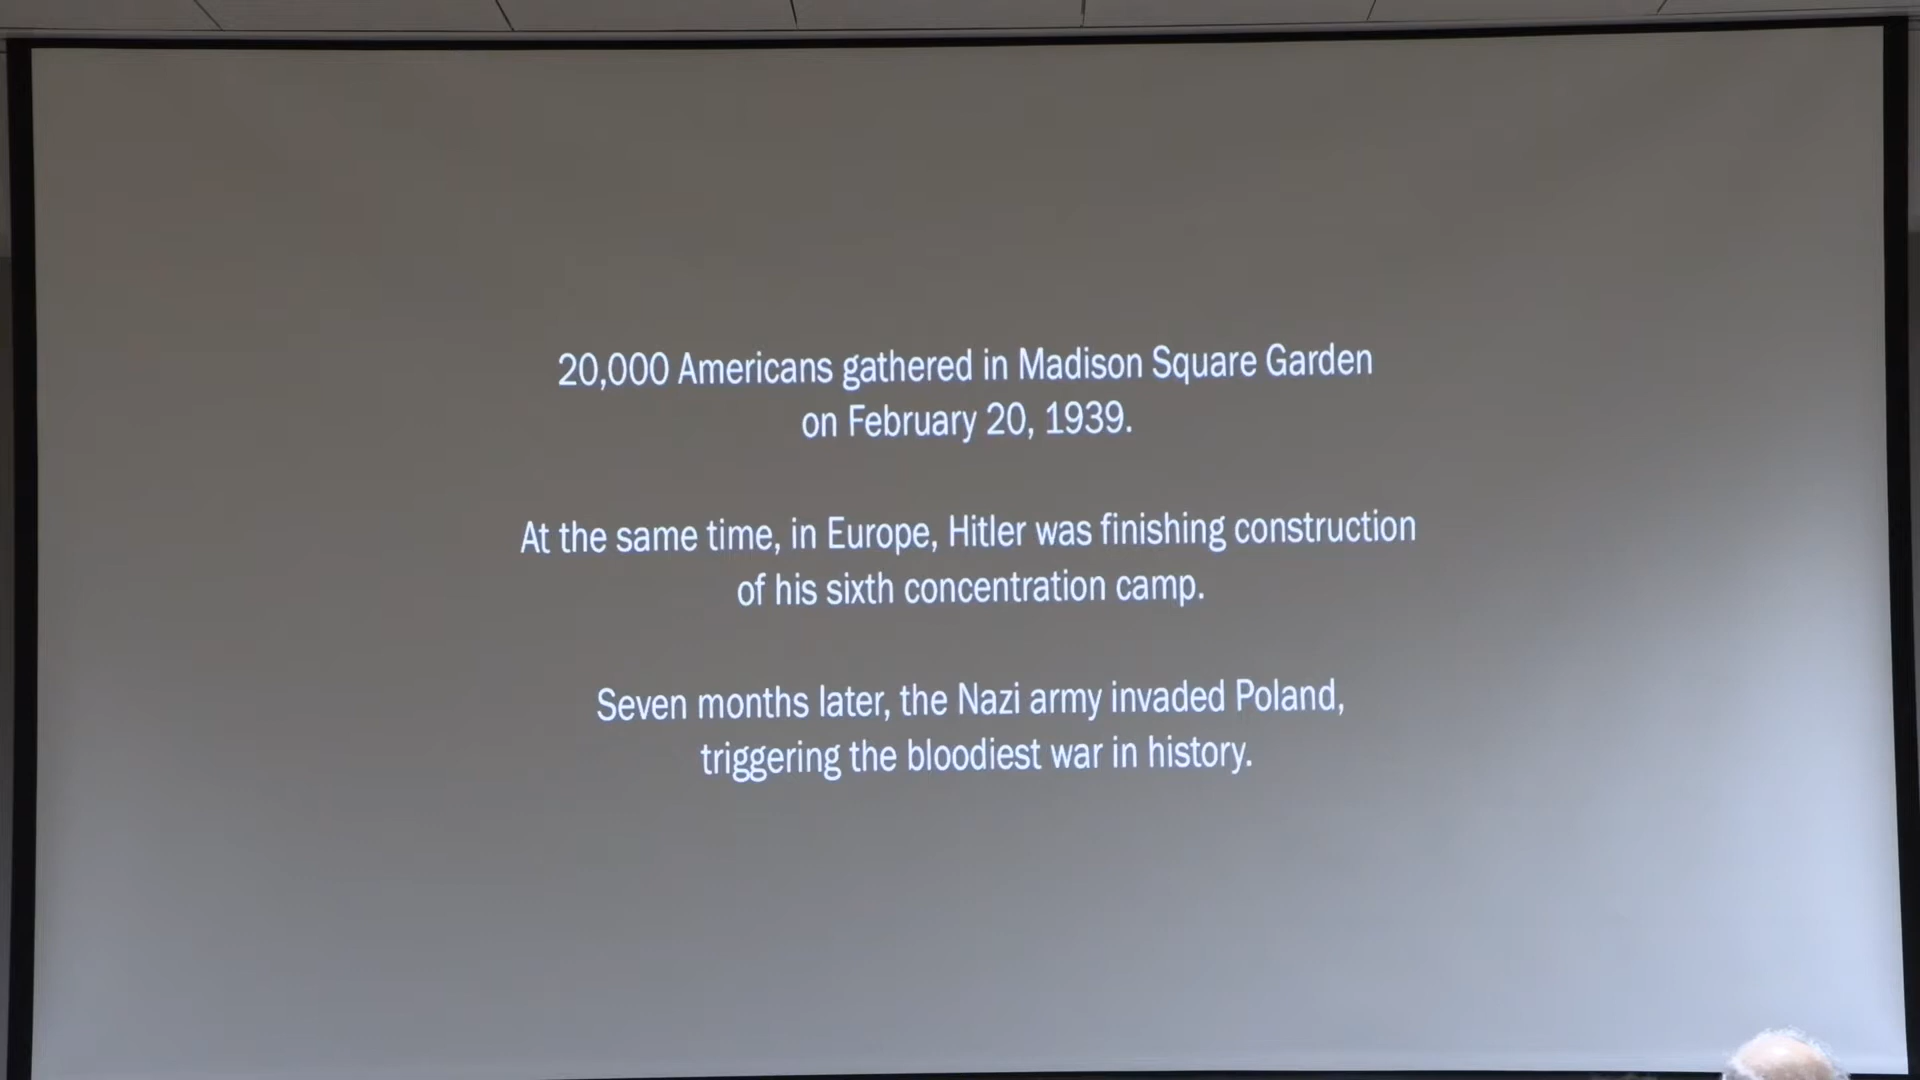 20,000 Americans gathered in Madison Square Garden
on February 20, 1939.
At the same time, in Europe, Hitler was finishing construction
of his sixth concentration camp.
Seven months later, the Nazi army invaded Poland,
triggering the bloodiest war in history.